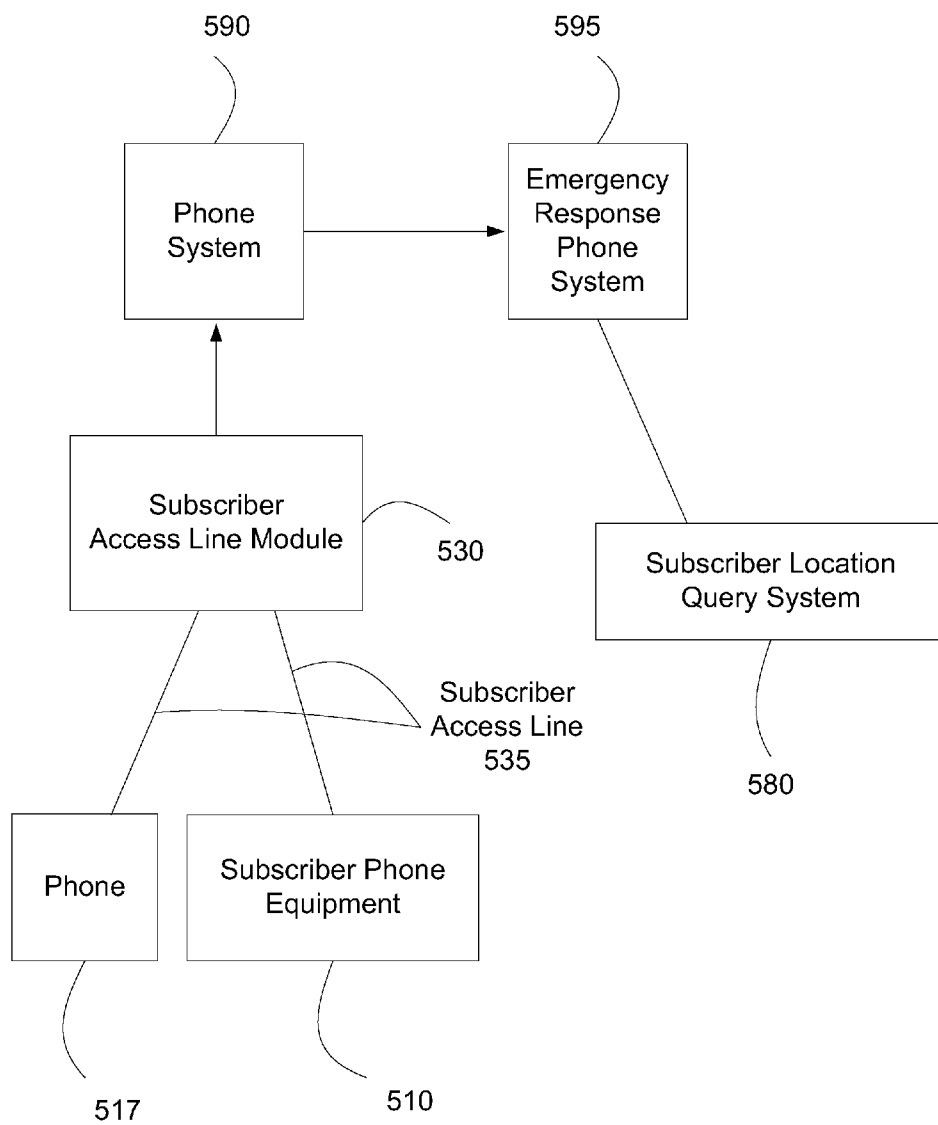 590
595
Phone
System
Emergency
Response
Phone
System
Subscriber
Access Line Module
530
Subscriber Location
Query System
Subscriber
Access Line
535
580
Phone
Subscriber Phone
Equipment
517
510